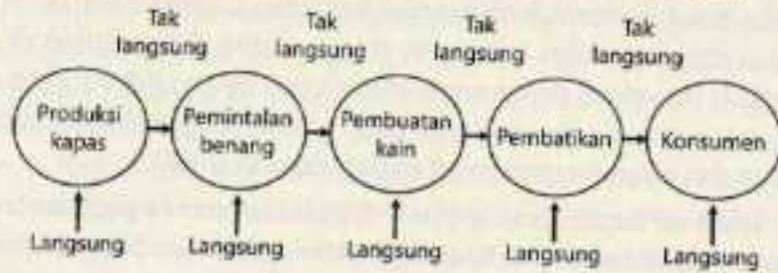 Tak
langsung
Tak
langsung
Tak
langsung
Tak
langsung
Produksi
kapas
Pemintalan
benang
Pembuatan
kain
Pembatikan
Konsumen
Langsung
Langsung
Langsung
Langsung
Langsung